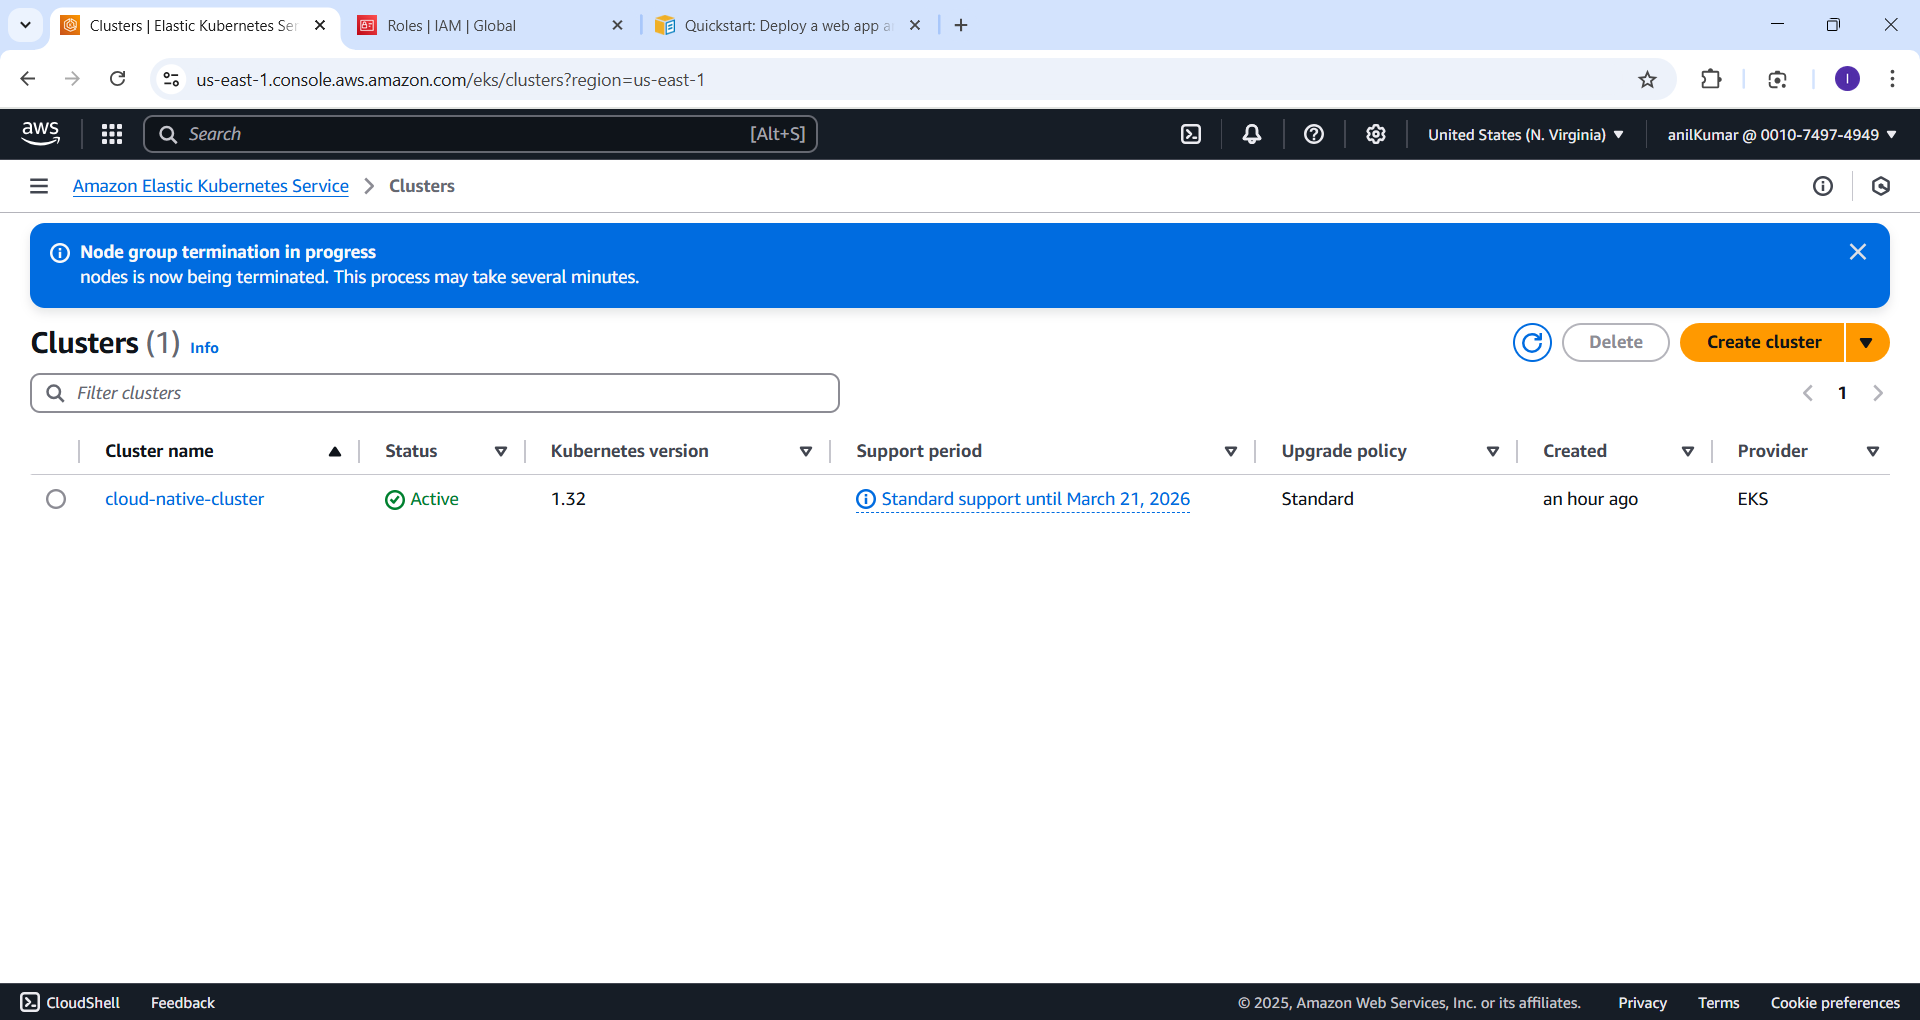 Clusters | Elastic Kubernetes Ser
Roles | IAM | Global
Quickstart: Deploy a web app a
us-east-1.console.aws.amazon.com/eks/clusters?region=us-east-1
I
aws
Search
[Alt+S]
United States (N. Virginia)
anilKumar @ 0010-7497-4949
Amazon Elastic Kubernetes Service
Clusters
Node group termination in progress
nodes is now being terminated. This process may take several minutes.
Clusters (1) Info
Delete
Create cluster
Filter clusters
1
Cluster name Status Kubernetes version Support period Upgrade policy Created Provider
cloud-native-cluster Active 1.32 Standard support until March 21, 2026 Standard an hour ago EKS
CloudShell Feedback © 2025, Amazon Web Services, Inc. or its affiliates. Privacy Terms Cookie preferences